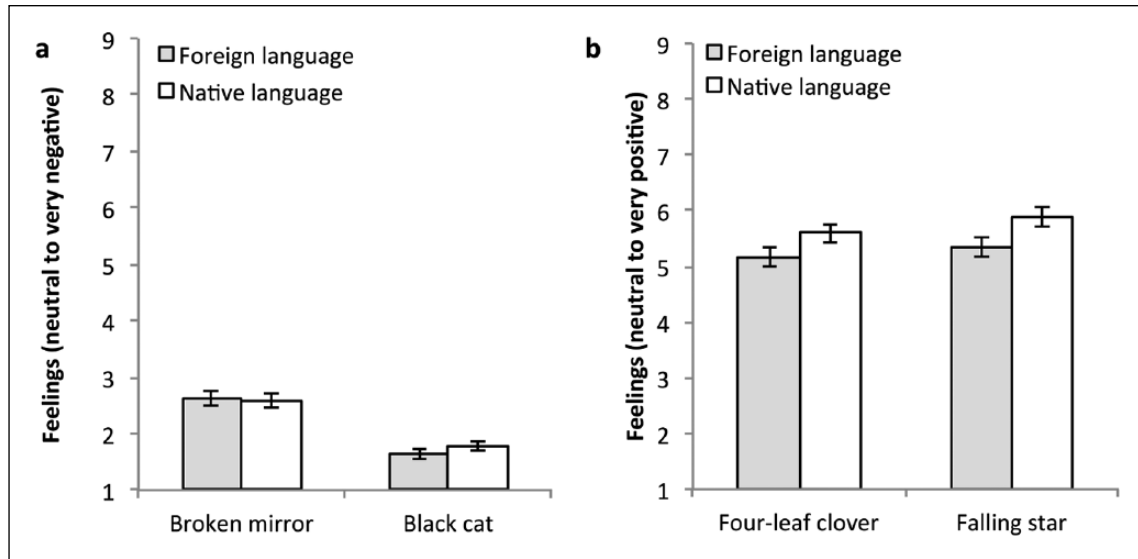 a
Foreign language
Native language
Feelings (neutral to very negative)
9
8
7
6
5
4
3
2
1
Broken mirror
Black cat
b
Foreign language
Native language
Feelings (neutral to very positive)
9
8
7
6
5
4
3
2
1
Four-leaf clover
Falling star